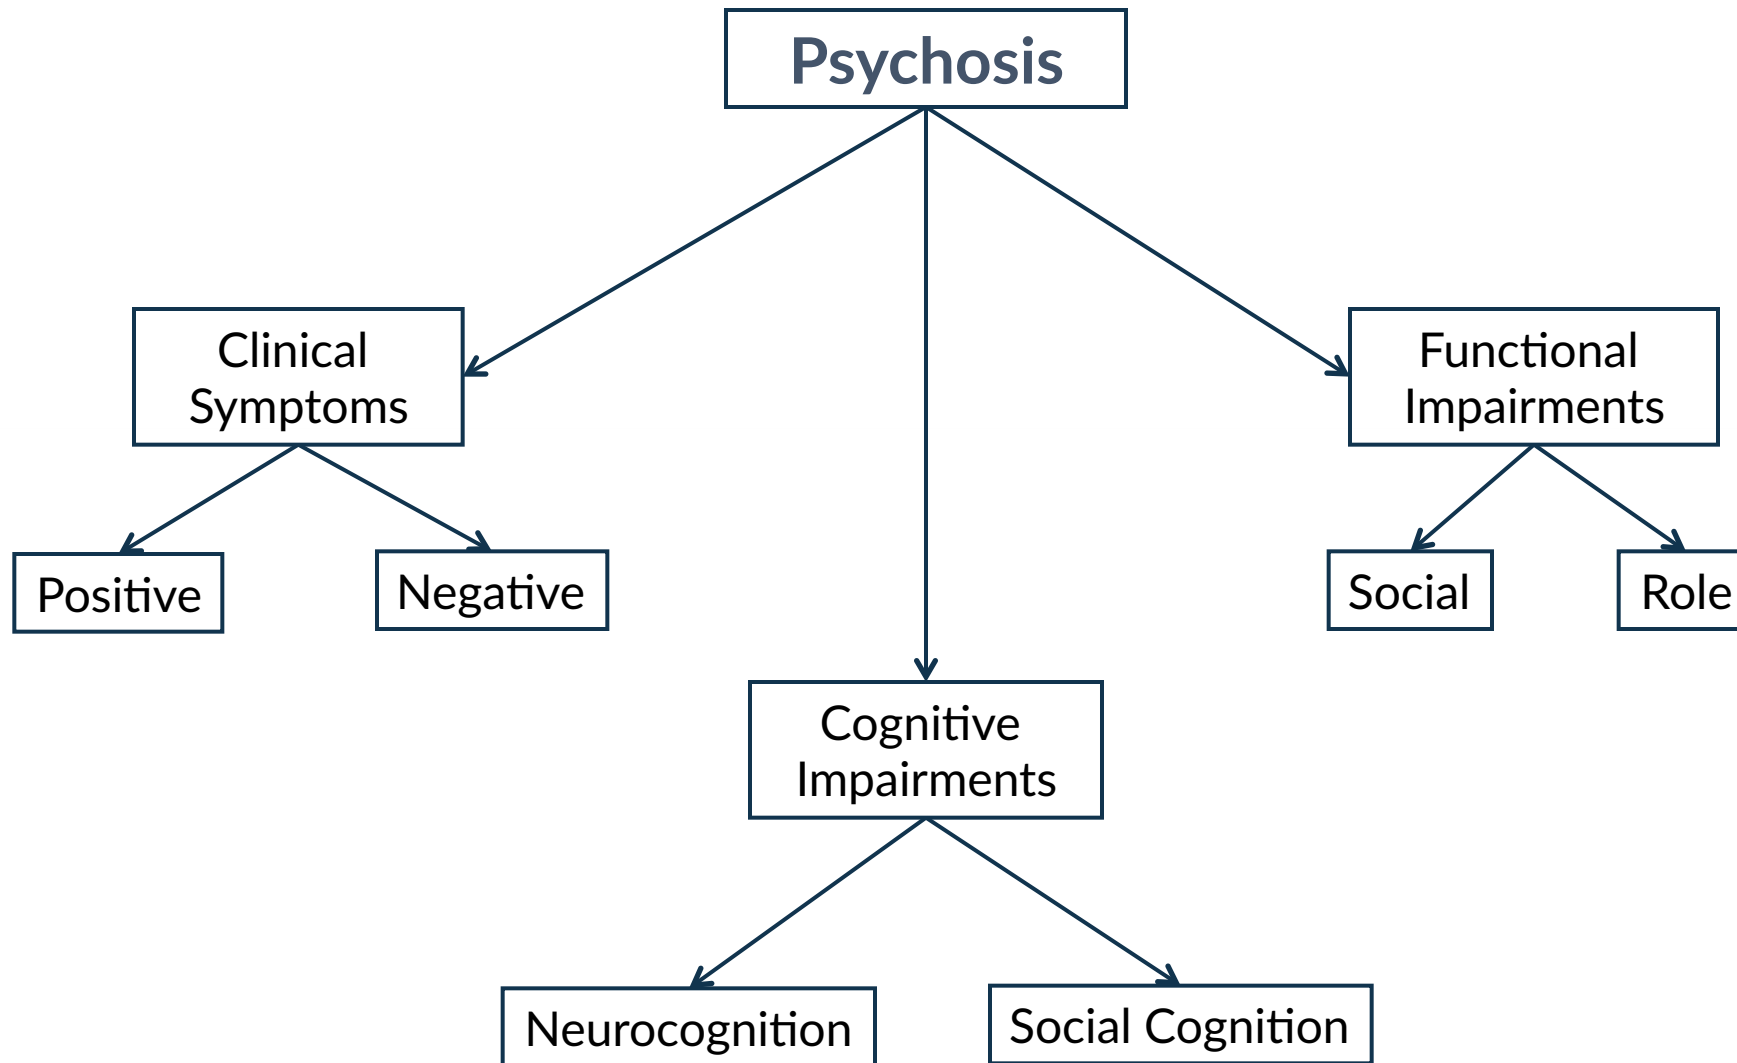 Psychosis
Clinical
Symptoms
Functional
Impairments
Positive
Negative
Social
Role
Cognitive
Impairments
Neurocognition
Social Cognition